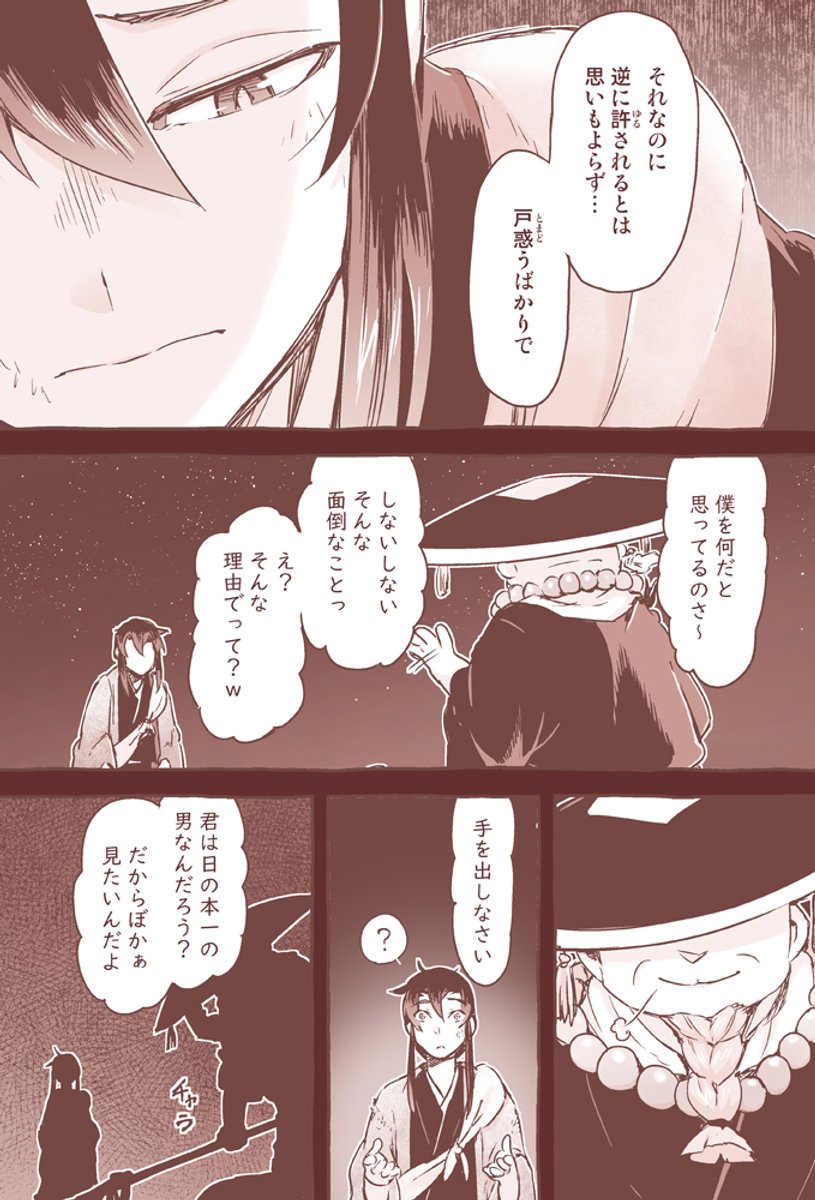 それなのに
逆に許されるとは
思いもよらず…
戸惑うばかりで
僕を何だと
思ってるのさ～
しないしない
そんな
面倒なことっ
え？
そんな
理由でって？w
手を出しなさい
？
君は日の本一の
男なんだろう？
だからぼかぁ
見たいんだよ
チャラ